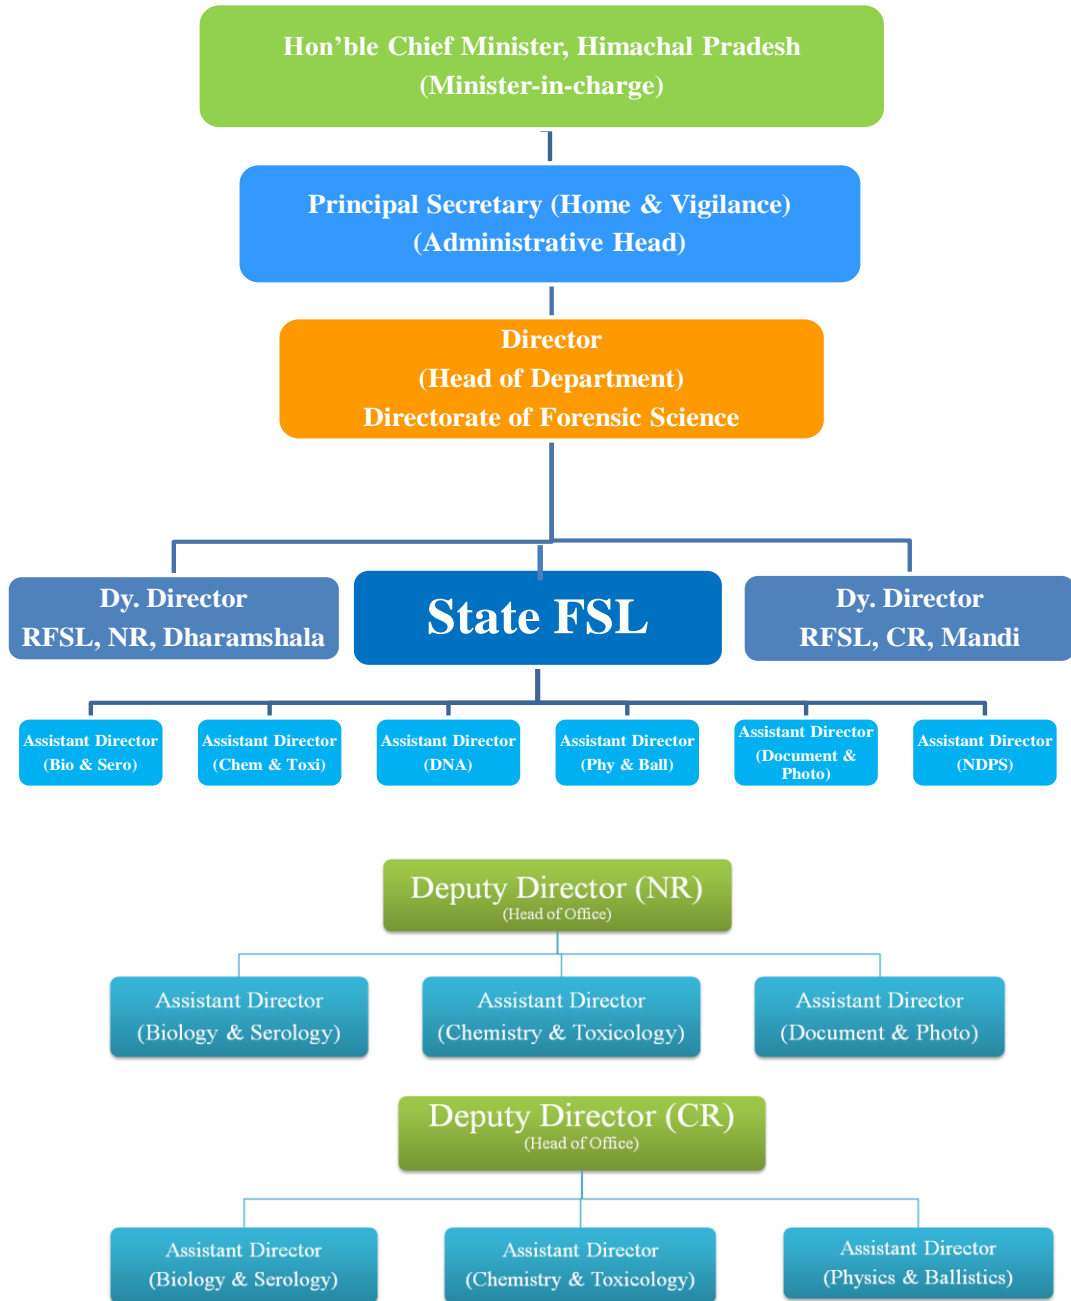 Hon’ble Chief Minister, Himachal Pradesh
(Minister-in-charge)
Principal Secretary (Home & Vigilance)
(Administrative Head)
Director
(Head of Department)
Directorate of Forensic Science
Dy. Director
RFSL, NR, Dharamshala
State FSL
Dy. Director
RFSL, CR, Mandi
Assistant Director
(Bio & Sero)
Assistant Director
(Chem & Toxi)
Assistant Director
(DNA)
Assistant Director
(Phy & Ball)
Assistant Director
(Document &
Photo)
Assistant Director
(NDPS)
Deputy Director (NR)
(Head of Office)
Assistant Director
(Biology & Serology)
Assistant Director
(Chemistry & Toxicology)
Assistant Director
(Document & Photo)
Deputy Director (CR)
(Head of Office)
Assistant Director
(Biology & Serology)
Assistant Director
(Chemistry & Toxicology)
Assistant Director
(Physics & Ballistics)